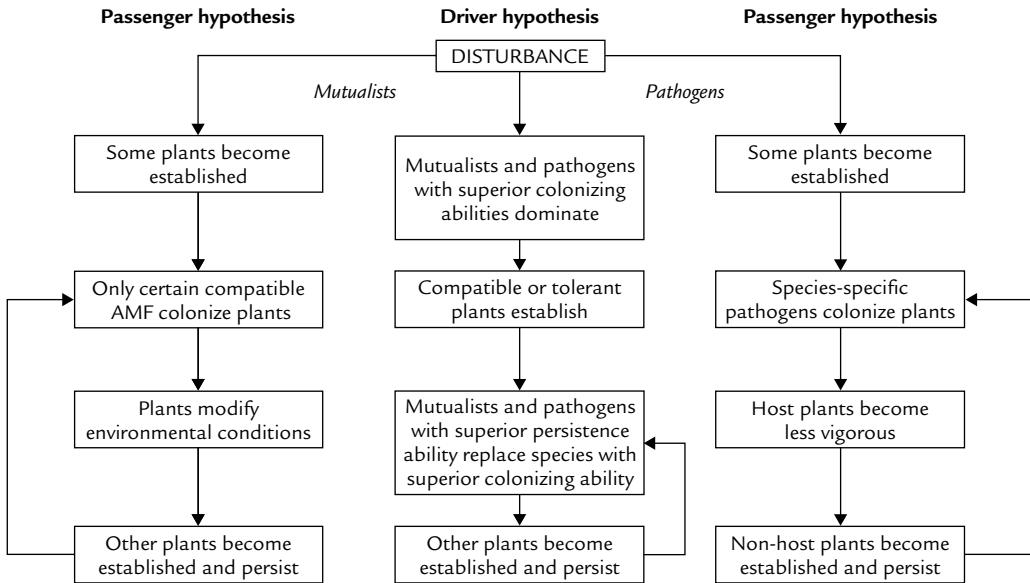 Passenger hypothesis
Driver hypothesis
Passenger hypothesis
DISTURBANCE
Mutualists
Pathogens
Some plants become
established
Mutualists and pathogens
with superior colonizing
abilities dominate
Some plants become
established
Only certain compatible
AMF colonize plants
Compatible or tolerant
plants establish
Species-specific
pathogens colonize plants
Plants modify
environmental conditions
Mutualists and pathogens
with superior persistence
ability replace species with
superior colonizing ability
Host plants become
less vigorous
Other plants become
established and persist
Other plants become
established and persist
Non-host plants become
established and persist